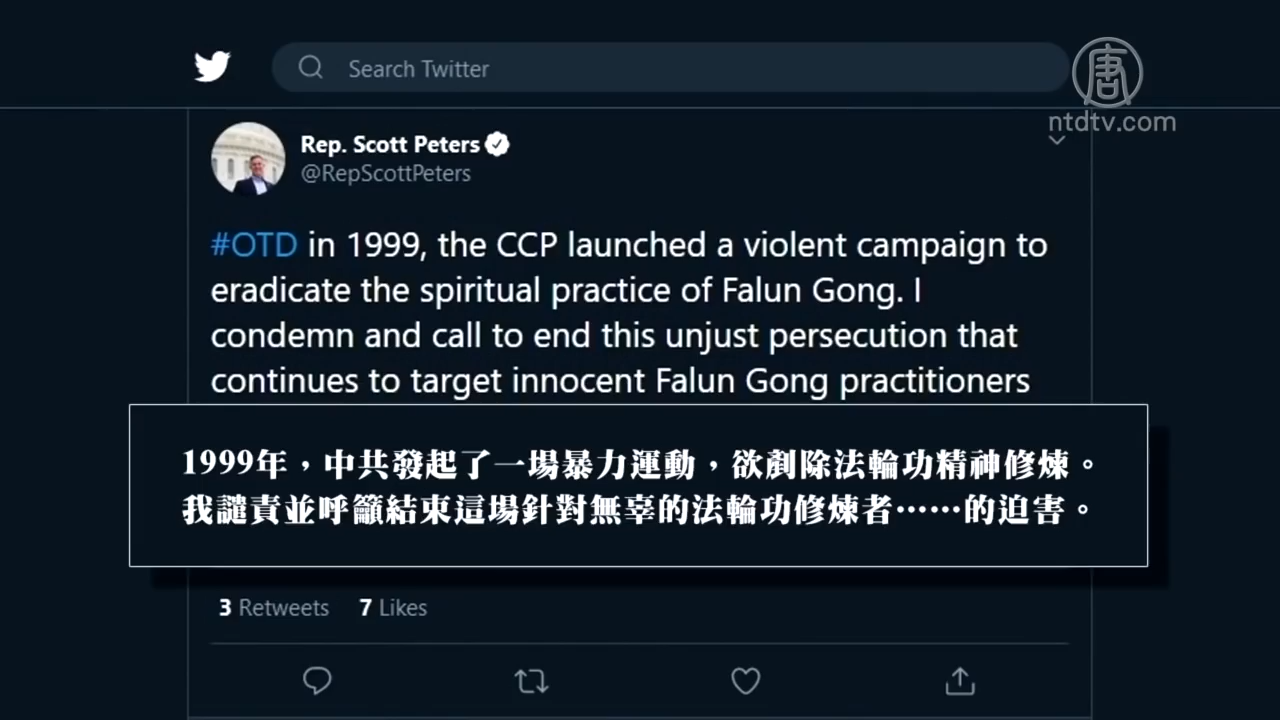 Search Twitter
唐
ntdtv.com
Rep. Scott Peters
@RepScottPeters
#OTD in 1999, the CCP launched a violent campaign to
eradicate the spiritual practice of Falun Gong. I
condemn and call to end this unjust persecution that
continues to target innocent Falun Gong practitioners
1999年，中共發起了一場暴力運動，欲剷除法輪功精神修煉。
我譴責並呼籲結束這場針對無辜的法輪功修煉者……的迫害。
3 Retweets 7 Likes